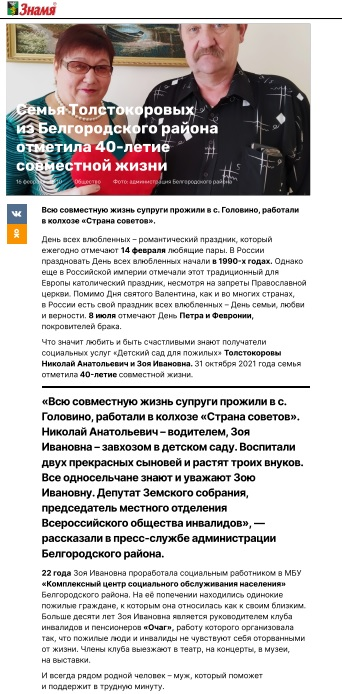 Знамя
Семья Толстокоровых
из Белгородского района
отметила 40-летие
совместной жизни
Общество Фото: администрация Белгородского района
Всю совместную жизнь супруги прожили в с. Головино, работали
в колхозе «Страна советов».
День всех влюбленных – романтический праздник, который
ежегодно отмечают 14 февраля любящие пары. В России
праздновать День всех влюбленных начали в 1990-х годах. Однако
еще в Российской империи отмечали этот традиционный для
Европы католический праздник, несмотря на запреты Православной
церкви. Помимо Дня святого Валентина, как и во многих странах,
в России есть свой праздник всех влюбленных – День семьи, любви
и верности. 8 июля отмечают День Петра и Февронии,
покровителей брака.
Что значит любить и быть счастливыми знают получатели
социальных услуг «Детский сад для пожилых» Толстокоровы
Николай Анатольевич и Зоя Ивановна. 31 октября 2021 года семья
отметила 40-летие совместной жизни.
«Всю совместную жизнь супруги прожили в с.
Головино, работали в колхозе «Страна советов».
Николай Анатольевич – водителем, Зоя
Ивановна – завхозом в детском саду. Воспитали
двух прекрасных сыновей и растят троих внуков.
Все односельчане знают и уважают Зою
Ивановну. Депутат Земского собрания,
председатель местного отделения
Всероссийского общества инвалидов», —
рассказали в пресс-службе администрации
Белгородского района.
22 года Зоя Ивановна проработала социальным работником в МБУ
«Комплексный центр социального обслуживания населения»
Белгородского района. На её попечении находились одинокие
пожилые граждане, к которым она относилась как к своим близким.
Больше десяти лет Зоя Ивановна является руководителем клуба
инвалидов и пенсионеров «Очаг», работу которого организовала
так, что пожилые люди и инвалиды не чувствуют себя оторванными
от жизни. Члены клуба выезжают в театр, на концерты, в музеи,
на выставки.
И всегда рядом родной человек – муж, который поможет
и поддержит в трудную минуту.